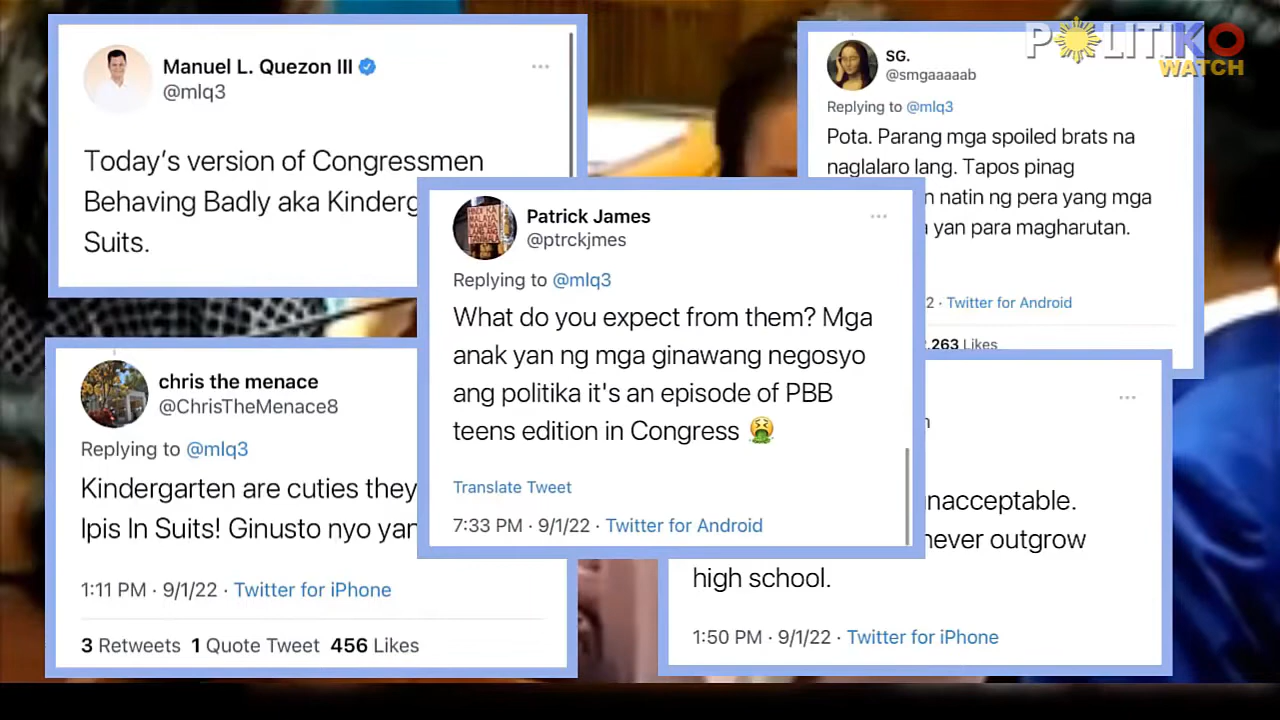 POLITIKO
WATCH
Manuel L. Quezon III
@mlq3
Today's version of Congressmen
Behaving Badly aka
Suits.
SG.
@smgaaaaab
Replying to @mlq3
Pota. Parang mga spoiled brats na
naglalaro lang. Tapos pinag
natin ng pera yang mga
yan para magharutan.
Twitter for Android
263 Likes
Patrick James
@ptrckjmes
Replying to @mlq3
What do you expect from them? Mga
anak yan ng mga ginawang negosyo
ang politika it's an episode of PBB
teens edition in Congress 🤮
Translate Tweet
7:33 PM · 9/1/22 · Twitter for Android
chris the menace
@ChrisTheMenace8
Replying to @mlq3
Kindergarten are cuties they
Ipis In Suits! Ginusto nyo yan
1:11 PM · 9/1/22 · Twitter for iPhone
3 Retweets 1 Quote Tweet 456 Likes
never outgrow
high school.
1:50 PM · 9/1/22 · Twitter for iPhone